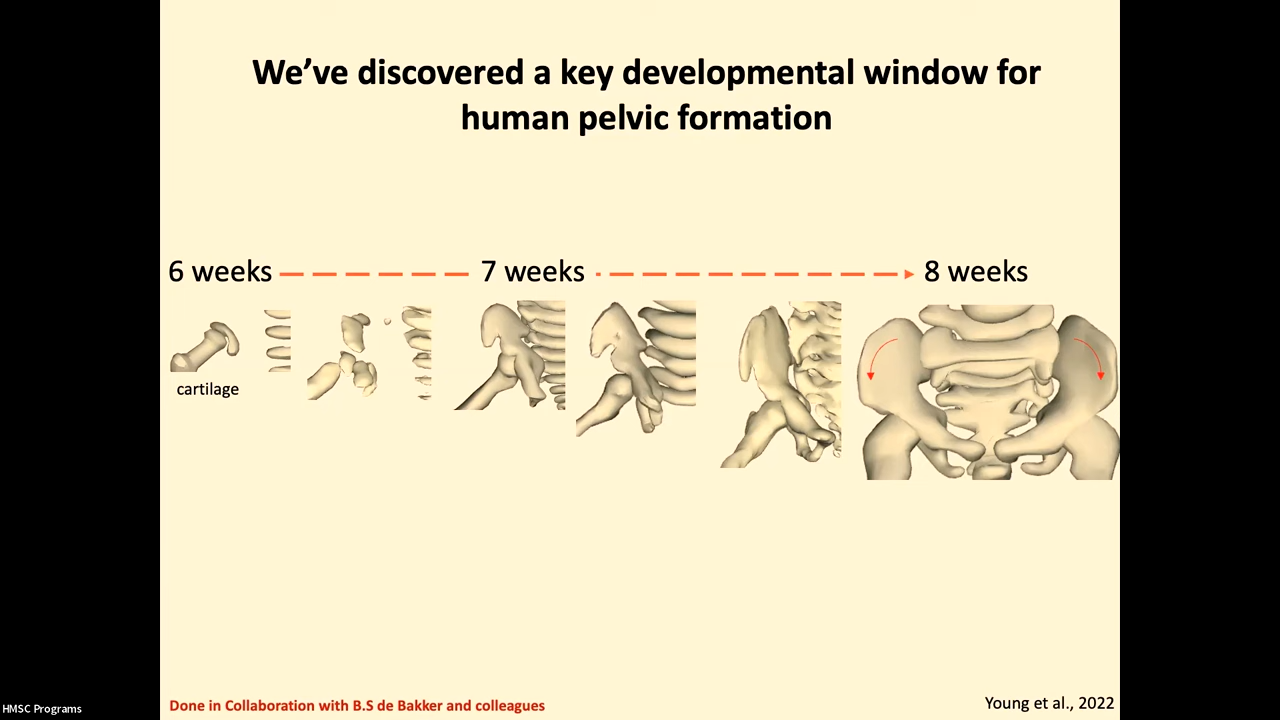 We’ve discovered a key developmental window for
human pelvic formation
6 weeks
7 weeks
8 weeks
cartilage
Done in Collaboration with B.S de Bakker and colleagues
Young et al., 2022
HMSC Programs